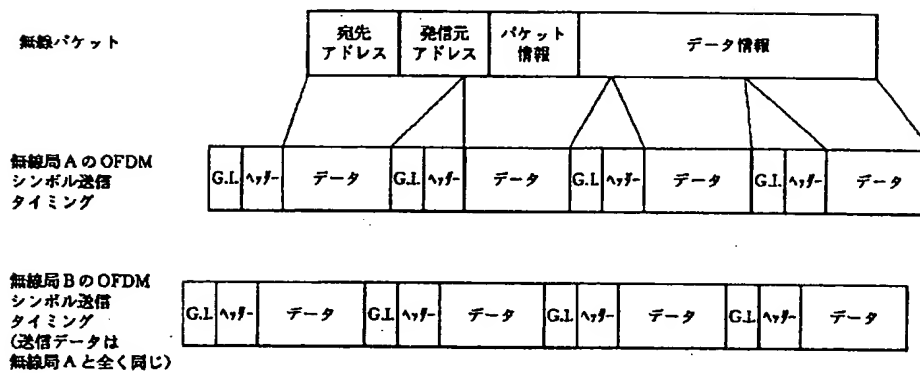 無線パケット
宛先
アドレス
発信元
アドレス
パケット
情報
データ情報
無線局AのOFDM
シンボル送信
タイミング
G.I. ヘッダー データ G.I. ヘッダー データ G.I. ヘッダー データ G.I. ヘッダー データ
無線局BのOFDM
シンボル送信
タイミング
(送信データは
無線局Aと全く同じ)
G.I. ヘッダー データ G.I. ヘッダー データ G.I. ヘッダー データ G.I. ヘッダー データ